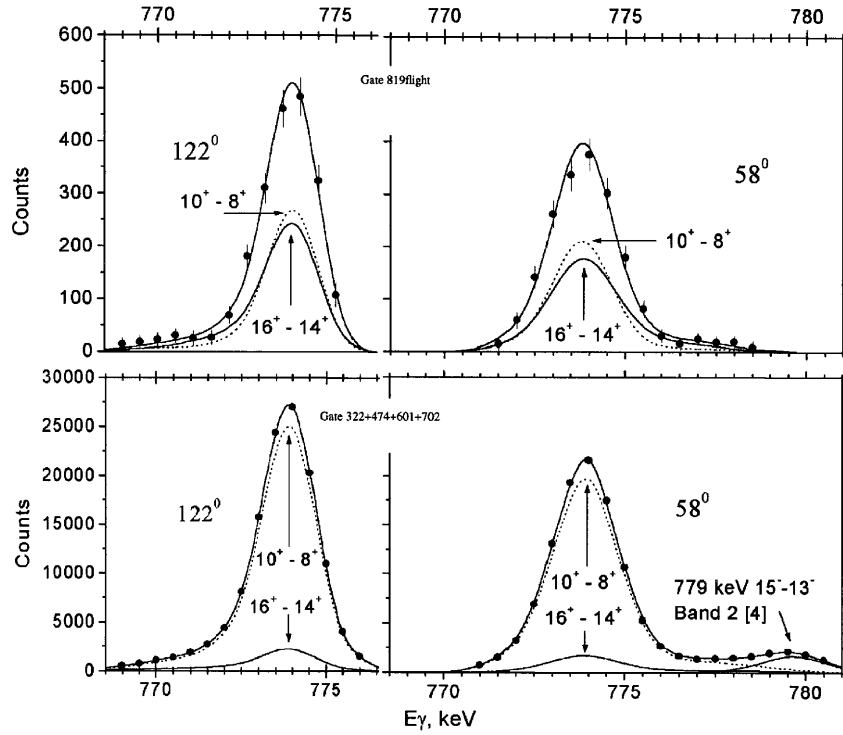 770 775 770 775 780
600
500
400
300
200
100
0
Counts
Gate 819flight
122⁰
10⁺ - 8⁺
16⁺ - 14⁺
58⁰
10⁺ - 8⁺
16⁺ - 14⁺
30000
25000
20000
15000
10000
5000
0
Counts
Gate 322+474+601+702
122⁰
10⁺ - 8⁺
16⁺ - 14⁺
58⁰
10⁺ - 8⁺
16⁺ - 14⁺
779 keV 15⁻-13⁻
Band 2 [4]
770 775 770 775 780
Eγ, keV